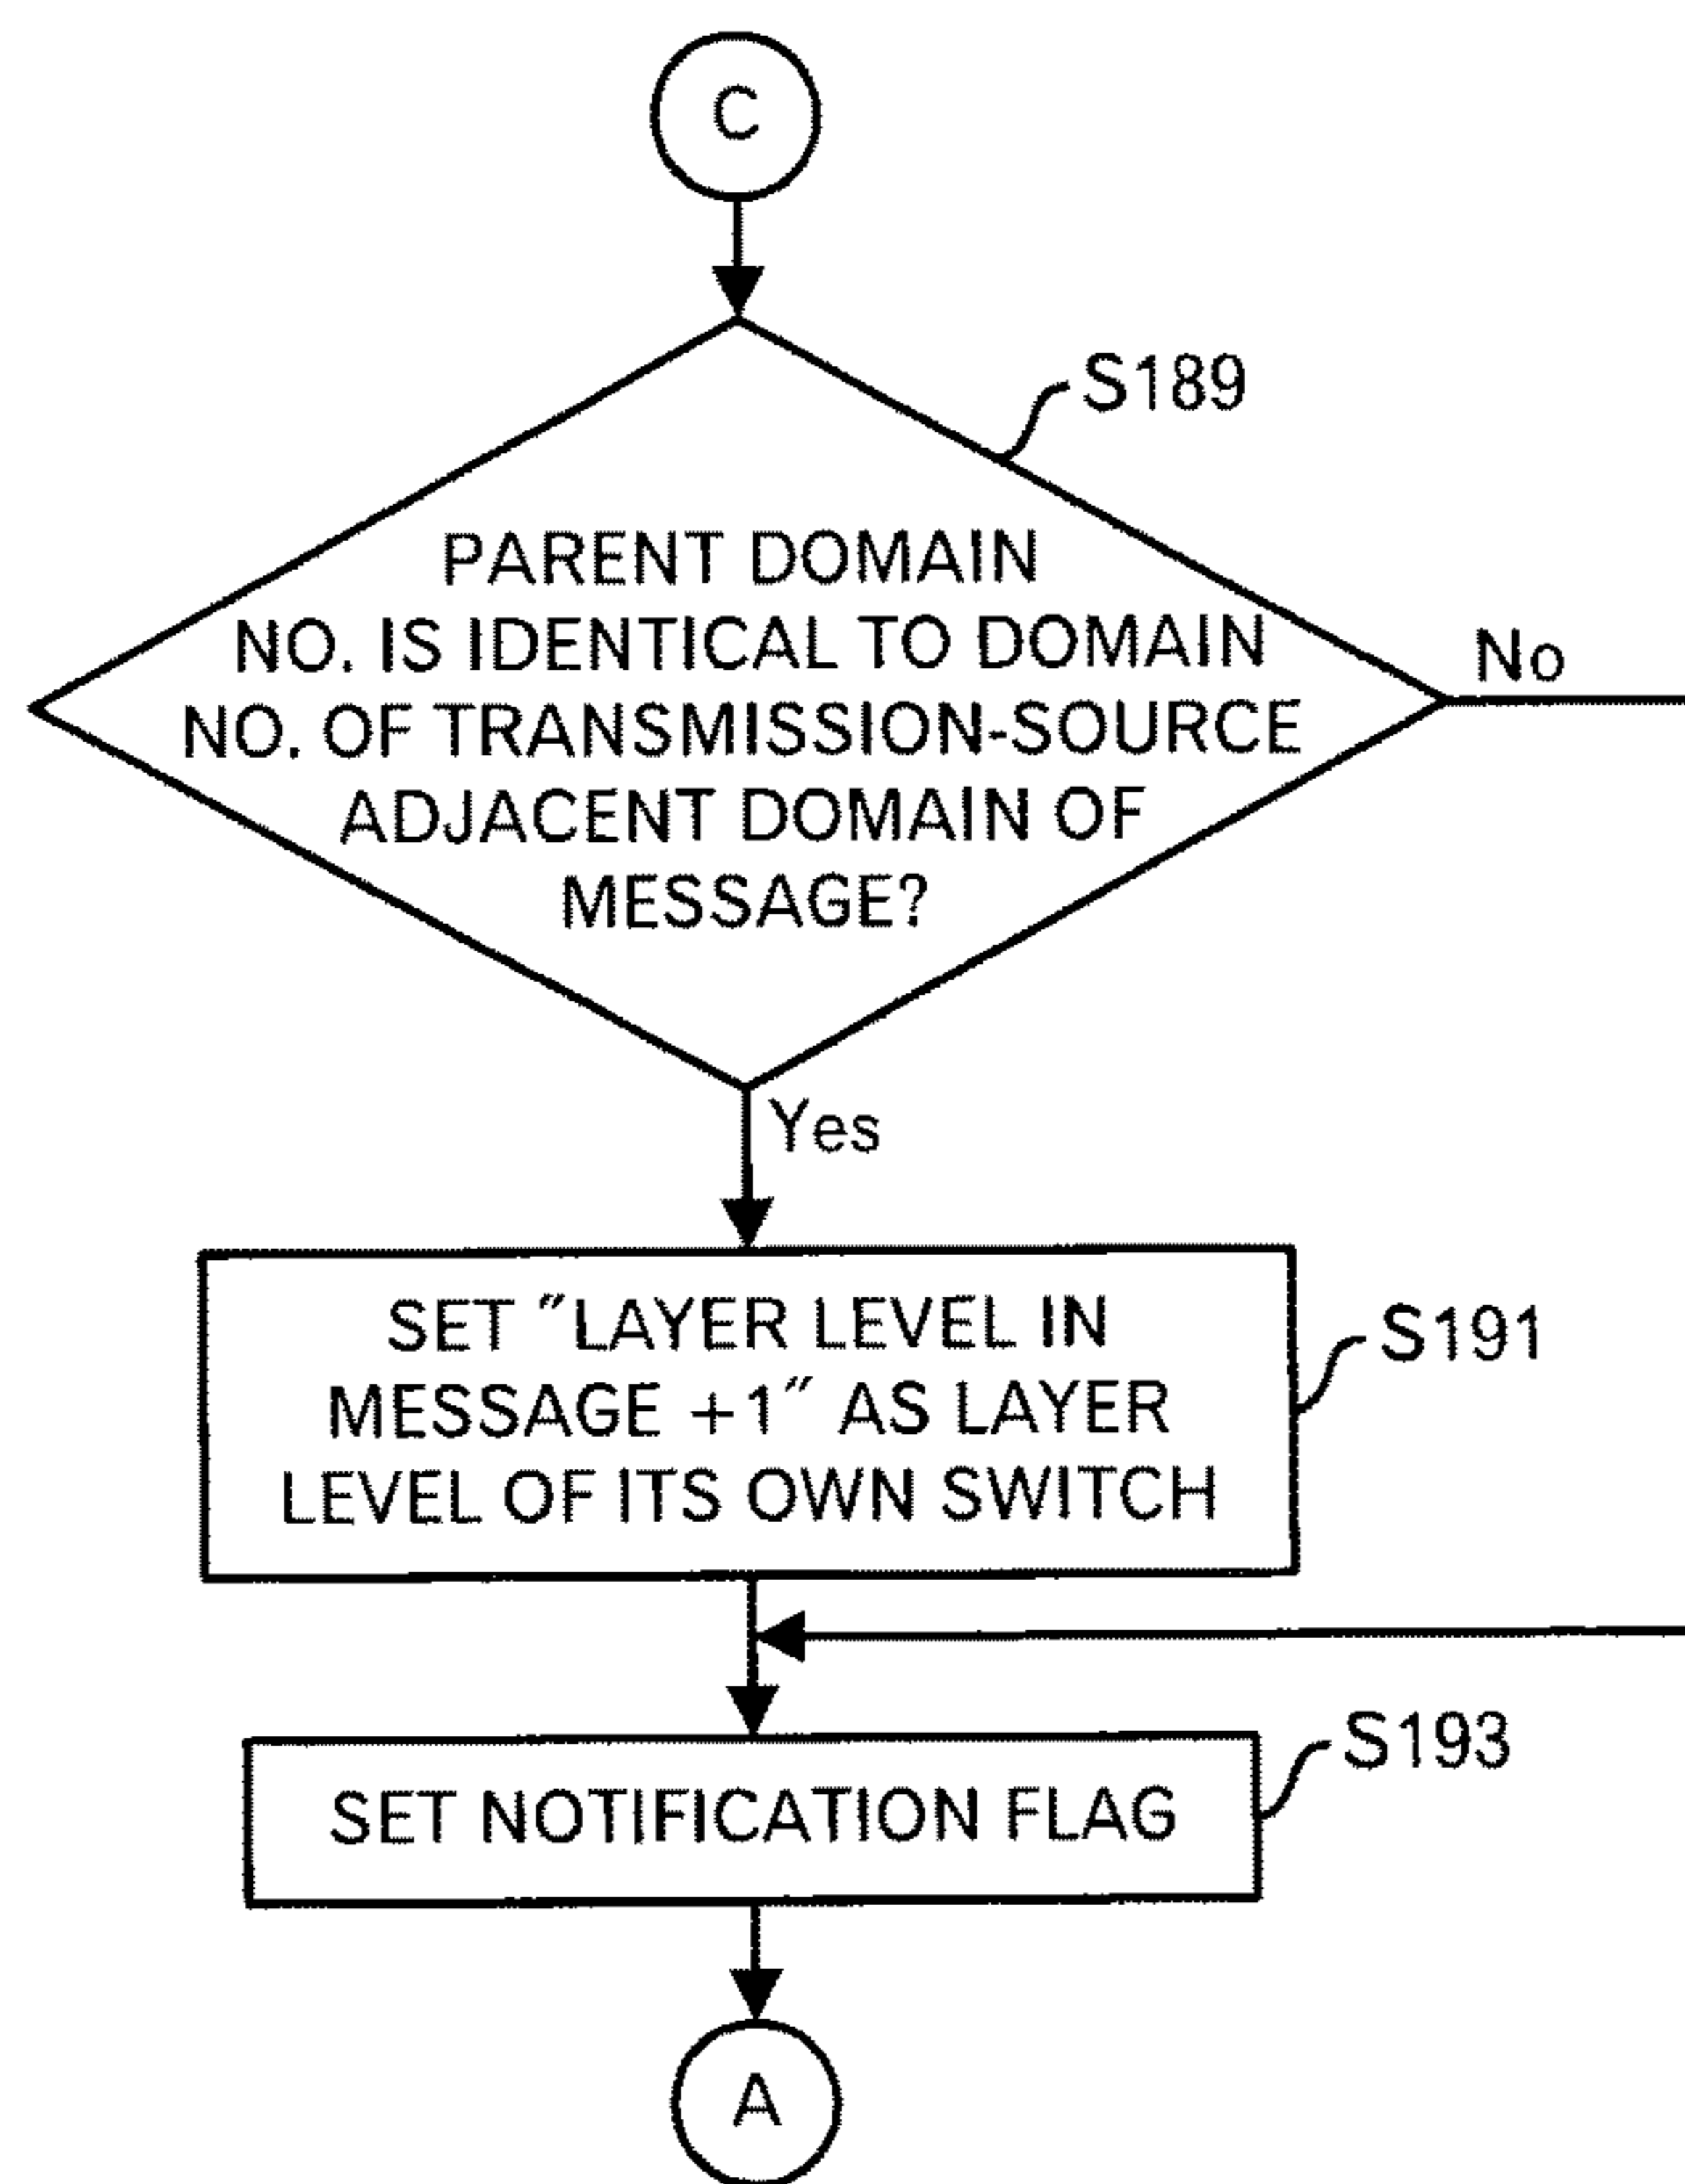 C
S189
PARENT DOMAIN
NO. IS IDENTICAL TO DOMAIN
NO. OF TRANSMISSION-SOURCE
ADJACENT DOMAIN OF
MESSAGE?
No
Yes
SET "LAYER LEVEL IN
MESSAGE +1" AS LAYER
LEVEL OF ITS OWN SWITCH
S191
SET NOTIFICATION FLAG
S193
A